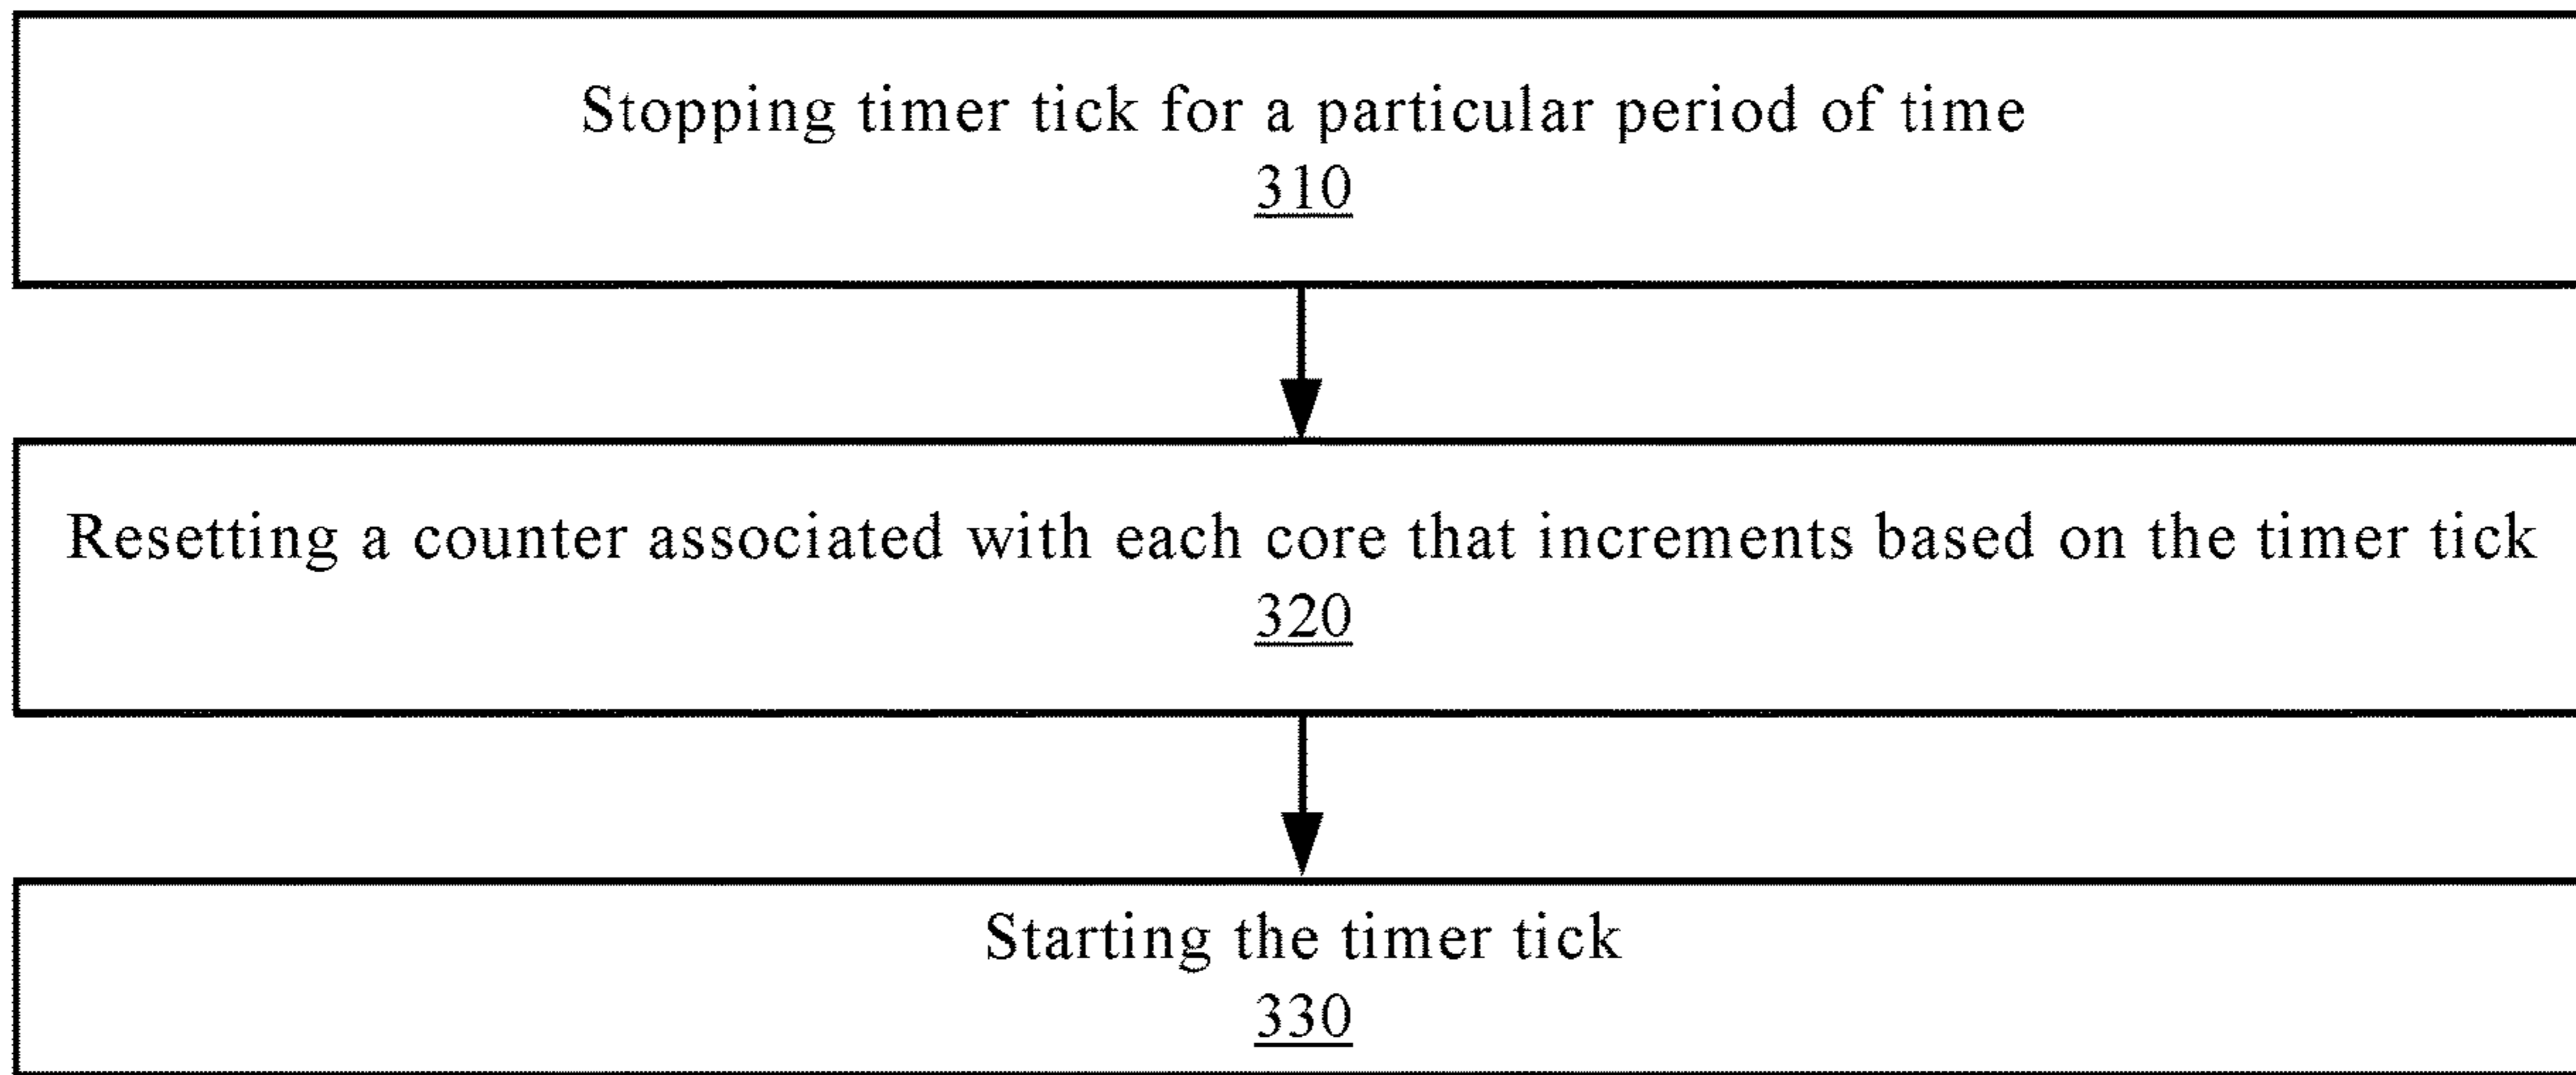 Stopping timer tick for a particular period of time
310
Resetting a counter associated with each core that increments based on the timer tick
320
Starting the timer tick
330